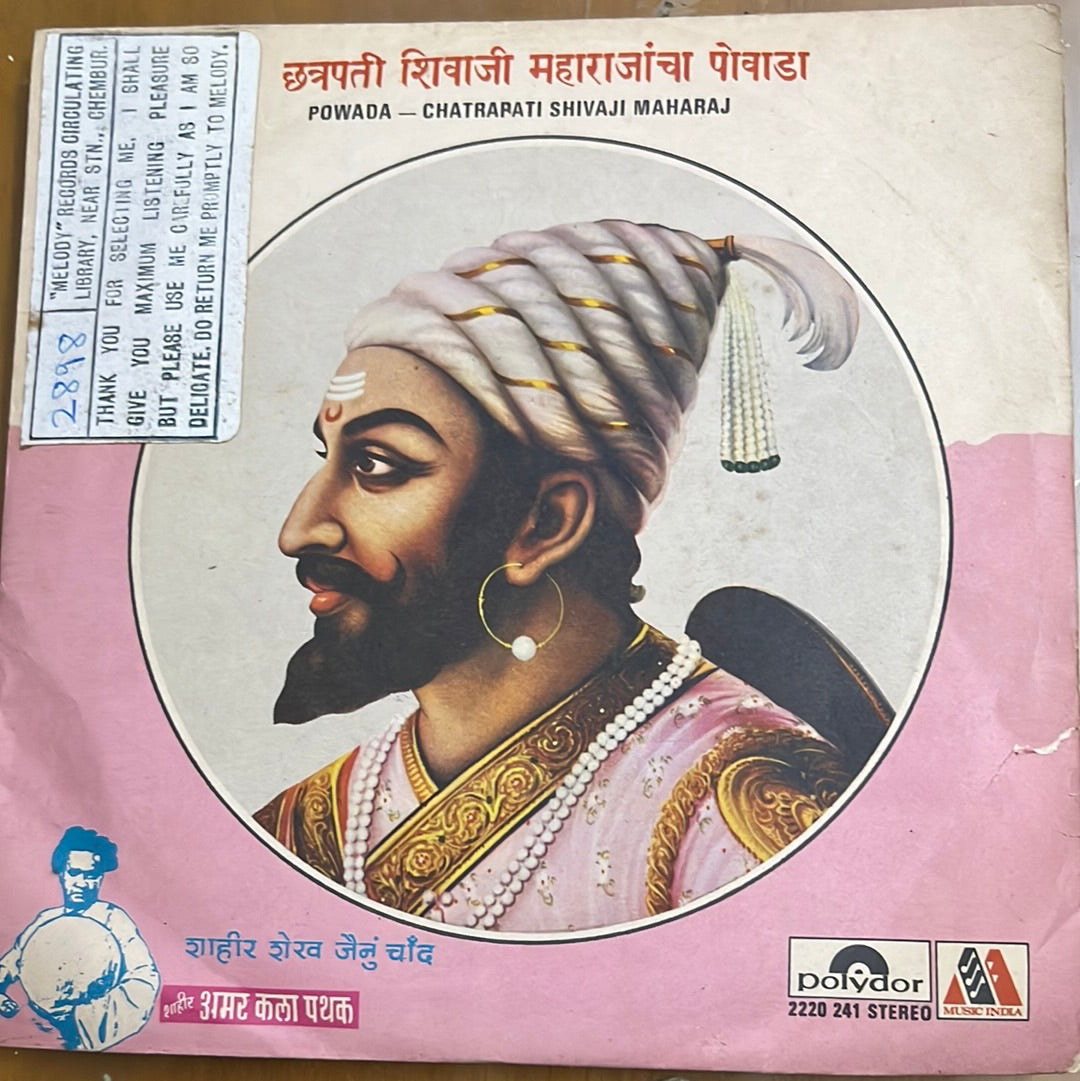 छत्रपती शिवाजी महाराजांचा पोवाडा
POWADA — CHATRAPATI SHIVAJI MAHARAJ
2898
"MELODY" RECORDS CIRCULATING
LIBRARY, NEAR STN., CHEMBUR.
THANK YOU FOR SELECTING ME, I SHALL
GIVE YOU MAXIMUM LISTENING PLEASURE
BUT PLEASE USE ME CAREFULLY AS I AM SO
DELICATE. DO RETURN ME PROMPTLY TO MELODY.
शाहीर शेख जैनुं चाँद
शाहीर अमर कला पथक
polydor
2220 241 STEREO
MUSIC INDIA